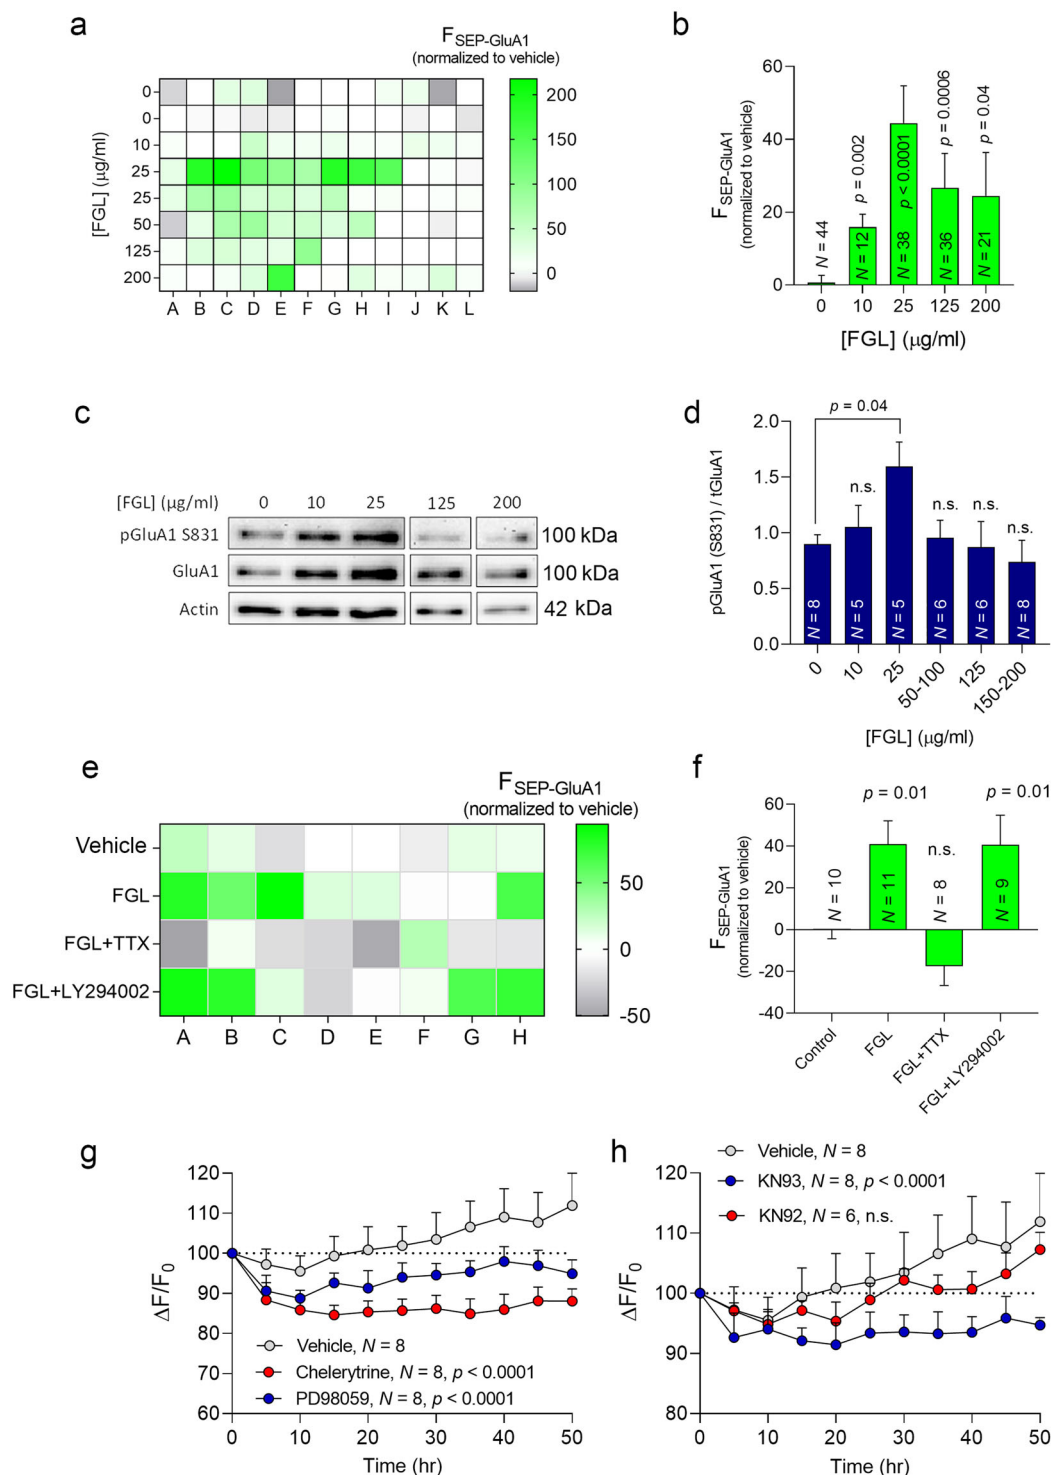 a
F SEP-GluA1
(normalized to vehicle)
[FGL] (µg/ml)
0
0
10
25
25
50
125
200
A B C D E F G H I J K L
200
150
100
50
0
b
F SEP-GluA1
(normalized to vehicle)
60
40
20
0
N = 44
N = 12
p = 0.002
N = 38
p < 0.0001
N = 36
p = 0.0006
N = 21
p = 0.04
0 10 25 125 200
[FGL] (µg/ml)
c
[FGL] (µg/ml) 0 10 25 125 200
pGluA1 S831 100 kDa
GluA1 100 kDa
Actin 42 kDa
d
pGluA1 (S831) / tGluA1
2.0
1.5
1.0
0.5
0.0
p = 0.04
n.s.
n.s.
n.s.
n.s.
N = 8
N = 5
N = 5
N = 6
N = 6
N = 8
0 10 25 50-100 125 150-200
[FGL] (µg/ml)
e
F SEP-GluA1
(normalized to vehicle)
Vehicle
FGL
FGL+TTX
FGL+LY294002
A B C D E F G H
50
0
-50
f
F SEP-GluA1
(normalized to vehicle)
60
40
20
0
-20
-40
p = 0.01
n.s.
p = 0.01
N = 10
N = 11
N = 8
N = 9
Control
FGL
FGL+TTX
FGL+LY294002
g
ΔF/F0
120
110
100
90
80
70
60
Vehicle, N = 8
Chelerytrine, N = 8, p < 0.0001
PD98059, N = 8, p < 0.0001
0 10 20 30 40 50
Time (hr)
h
Vehicle, N = 8
KN93, N = 8, p < 0.0001
KN92, N = 6, n.s.
ΔF/F0
120
110
100
90
80
0 10 20 30 40 50
Time (hr)